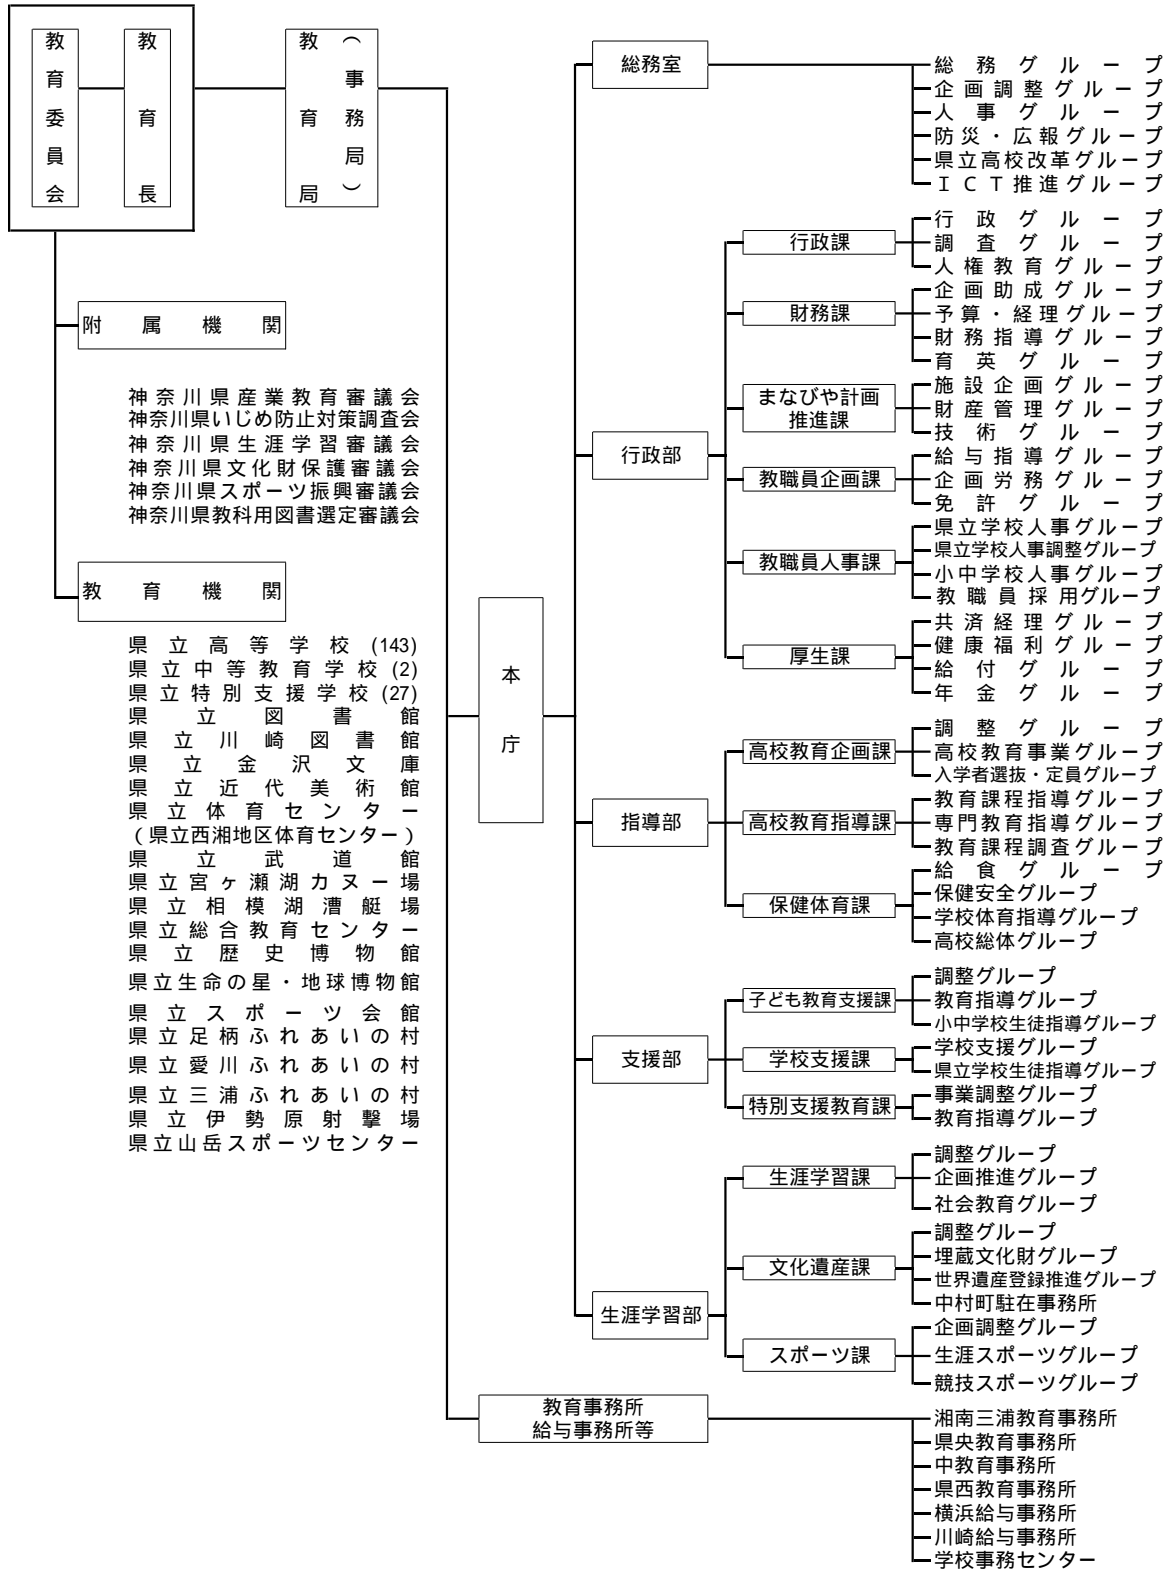 教育委員会
教育長
教育局
（事務局）
附属機関
神奈川県産業教育審議会
神奈川県いじめ防止対策調査会
神奈川県生涯学習審議会
神奈川県文化財保護審議会
神奈川県スポーツ振興審議会
神奈川県教科用図書選定審議会
教育機関
県立高等学校(143)
県立中等教育学校(2)
県立特別支援学校(27)
県立図書館
県立川崎図書館
県立金沢文庫
県立近代美術館
県立体育センター
(県立西湘地区体育センター)
県立武道館
県立宮ヶ瀬湖カヌー場
県立相模湖漕艇場
県立総合教育センター
県立歴史博物館
県立生命の星・地球博物館
県立スポーツ会館
県立足柄ふれあいの村
県立愛川ふれあいの村
県立三浦ふれあいの村
県立伊勢原射撃場
県立山岳スポーツセンター
本庁
総務室
総務グループ
企画調整グループ
人事グループ
防災・広報グループ
県立高校改革グループ
ＩＣＴ推進グループ
行政部
行政課
行政グループ
調査グループ
人権教育グループ
財務課
企画助成グループ
予算・経理グループ
財務指導グループ
育英グループ
まなびや計画
推進課
施設企画グループ
財産管理グループ
技術グループ
教職員企画課
給与指導グループ
企画労務グループ
免許グループ
教職員人事課
県立学校人事グループ
県立学校人事調整グループ
小中学校人事グループ
教職員採用グループ
厚生課
共済経理グループ
健康福利グループ
給付グループ
年金グループ
指導部
高校教育企画課
調整グループ
高校教育事業グループ
入学者選抜・定員グループ
高校教育指導課
教育課程指導グループ
専門教育指導グループ
教育課程調査グループ
保健体育課
給食グループ
保健安全グループ
学校体育指導グループ
高校総体グループ
支援部
子ども教育支援課
調整グループ
教育指導グループ
小中学校生徒指導グループ
学校支援課
学校支援グループ
県立学校生徒指導グループ
特別支援教育課
事業調整グループ
教育指導グループ
生涯学習部
生涯学習課
調整グループ
企画推進グループ
社会教育グループ
文化遺産課
調整グループ
埋蔵文化財グループ
世界遺産登録推進グループ
中村町駐在事務所
スポーツ課
企画調整グループ
生涯スポーツグループ
競技スポーツグループ
教育事務所
給与事務所等
湘南三浦教育事務所
県央教育事務所
中教育事務所
県西教育事務所
横浜給与事務所
川崎給与事務所
学校事務センター